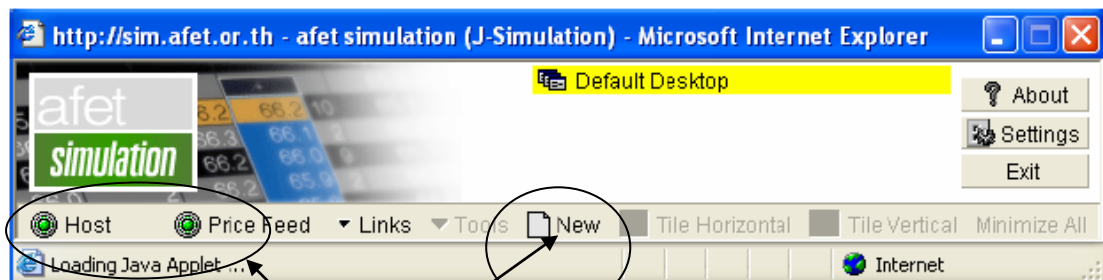 http://sim.afet.or.th - afet simulation (J-Simulation) - Microsoft Internet Explorer
afet
simulation
Default Desktop
About
Settings
Exit
Host Price Feed Links Tools New Tile Horizontal Tile Vertical Minimize All
Loading Java Applet ... Internet